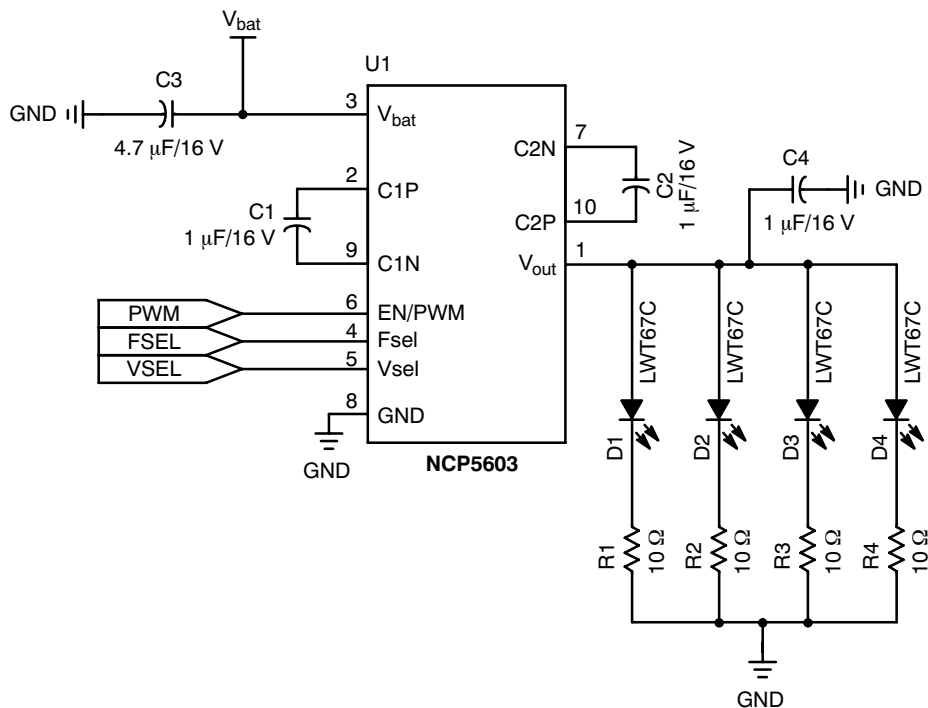 V_bat
U1
C3
GND
4.7 μF/16 V
3
V_bat
7
C2N
C2
1 μF/16 V
C4
GND
1 μF/16 V
2
C1P
C1
1 μF/16 V
10
C2P
9
C1N
1
V_out
PWM
6
EN/PWM
FSEL
4
Fsel
VSEL
5
Vsel
8
GND
GND
NCP5603
LWT67C
LWT67C
LWT67C
LWT67C
D1
D2
D3
D4
R1
10 Ω
R2
10 Ω
R3
10 Ω
R4
10 Ω
GND